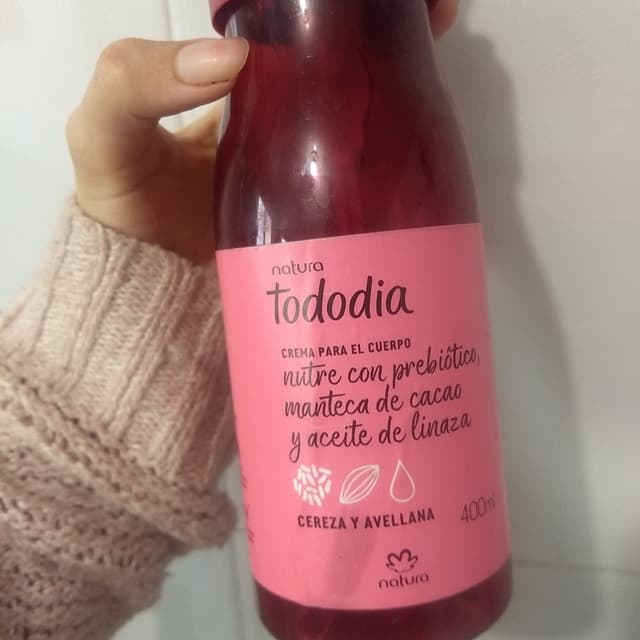 natura
tododia
CREMA PARA EL CUERPO
nutre con prebiótico,
manteca de cacao
y aceite de linaza
CEREZA Y AVELLANA
400ml
natura